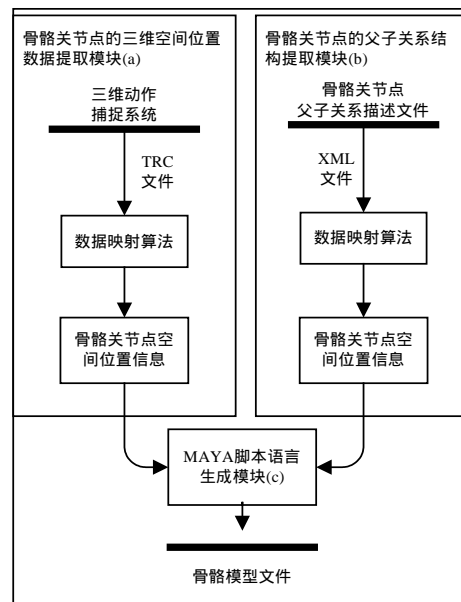 骨骼关节点的三维空间位置
数据提取模块(a)
三维动作
捕捉系统
TRC
文件
数据映射算法
骨骼关节点空
间位置信息
骨骼关节点的父子关系结
构提取模块(b)
骨骼关节点
父子关系描述文件
XML
文件
数据映射算法
骨骼关节点空
间位置信息
MAYA脚本语言
生成模块(c)
骨骼模型文件